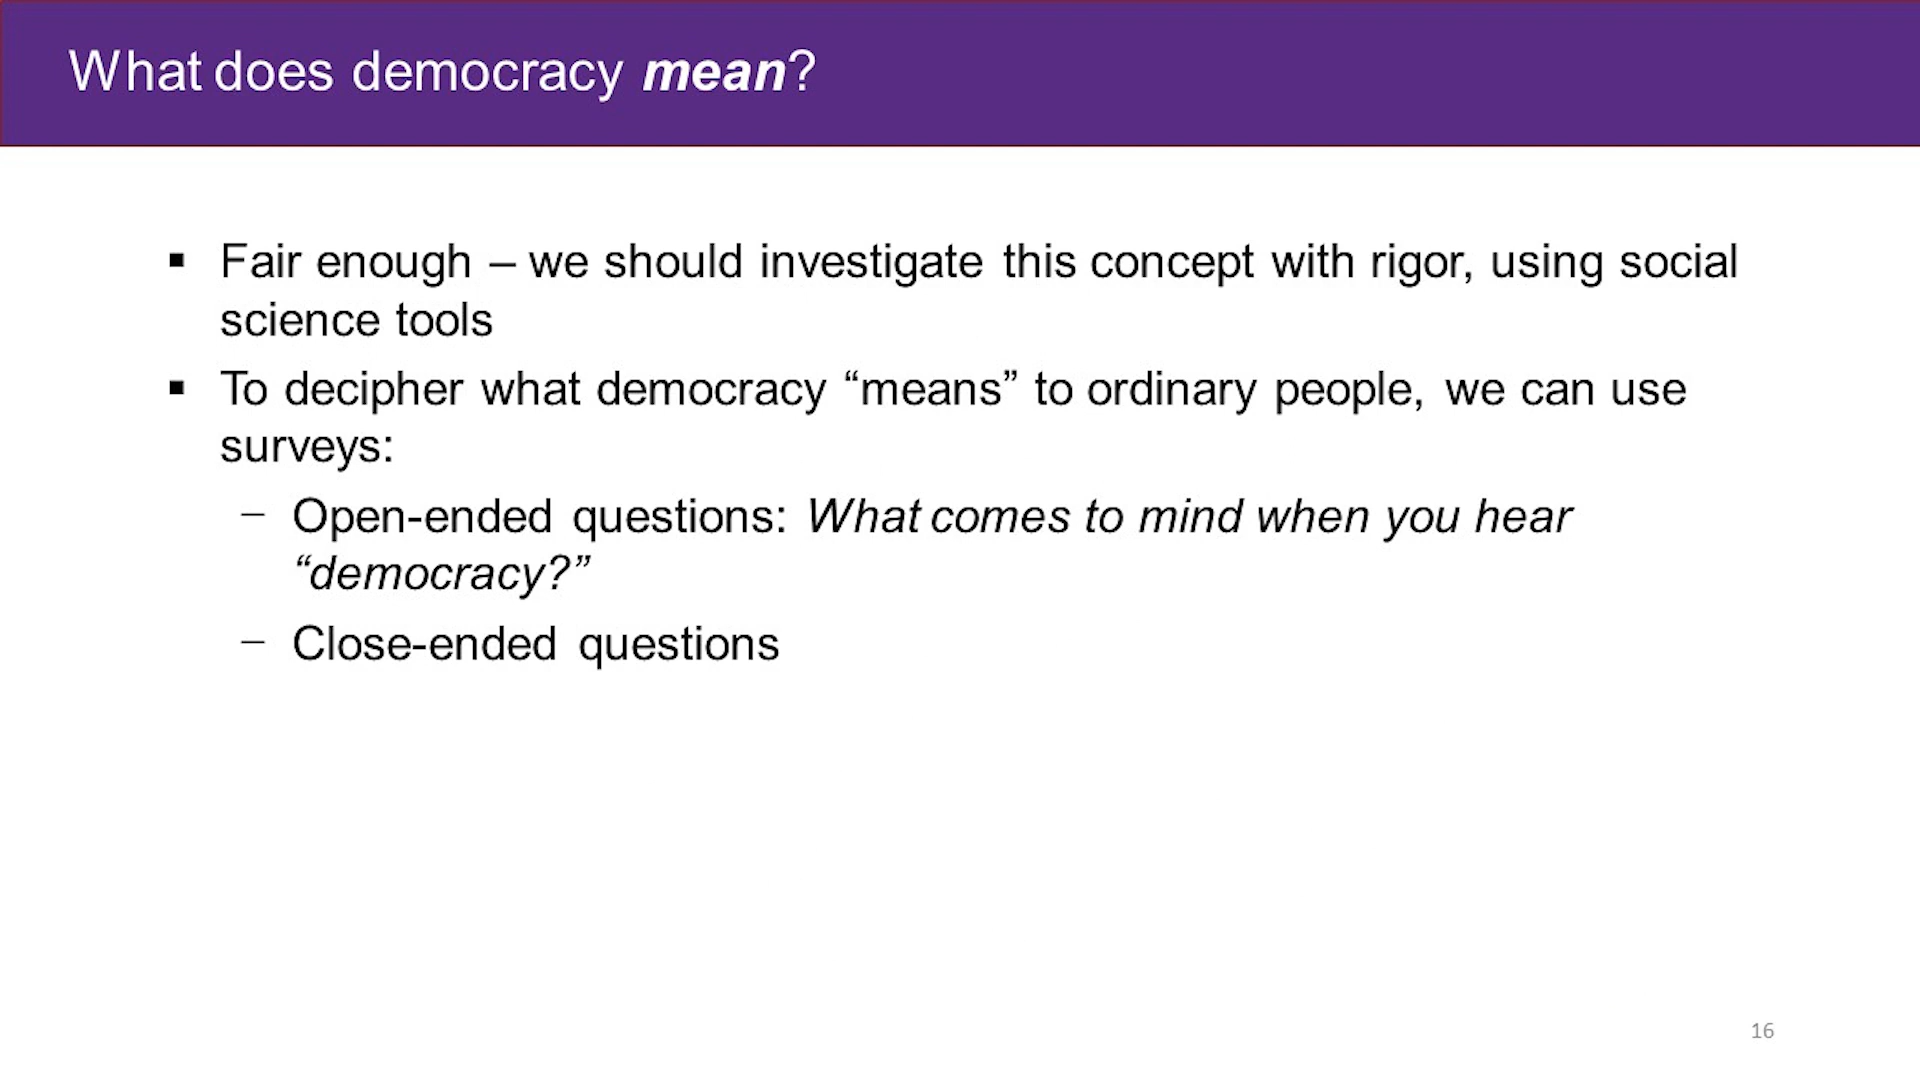 What does democracy mean?
▪ Fair enough – we should investigate this concept with rigor, using social
science tools
▪ To decipher what democracy “means” to ordinary people, we can use
surveys:
– Open-ended questions: What comes to mind when you hear
“democracy?”
– Close-ended questions
16